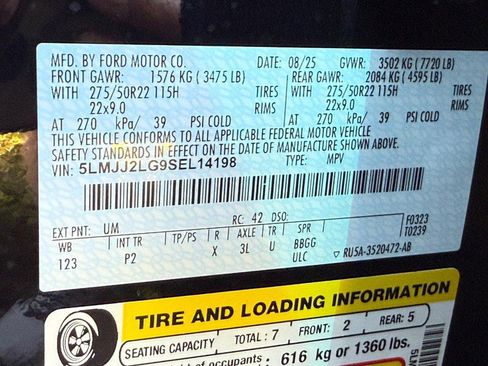 MFD. BY FORD MOTOR CO. DATE: 08/25 GVWR: 3502 KG (7720 LB)
FRONT GAWR: 1576 KG (3475 LB) REAR GAWR: 2084 KG (4595 LB)
WITH 275/50R22 115H TIRES WITH 275/50R22 115H TIRES
22x9.0 RIMS 22x9.0 RIMS
AT 270 kPa/ 39 PSI COLD AT 270 kPa/ 39 PSI COLD
THIS VEHICLE CONFORMS TO ALL APPLICABLE FEDERAL MOTOR VEHICLE
SAFETY STANDARDS IN EFFECT ON THE DATE OF MANUFACTURE SHOWN ABOVE.
VIN: 5LMJJ2LG9SEL14198 TYPE: MPV
EXT PNT: UM RC: 42 DSO: F0323
WB INT TR TP/PS R AXLE TR SPR T0239
123 P2 X 3L U BBGG
ULC ▽ RU5A-3520472-AB
TIRE AND LOADING INFORMATION
SEATING CAPACITY TOTAL : 7 FRONT: 2 REAR: 5
of occupants 616 kg or 1360 lbs.